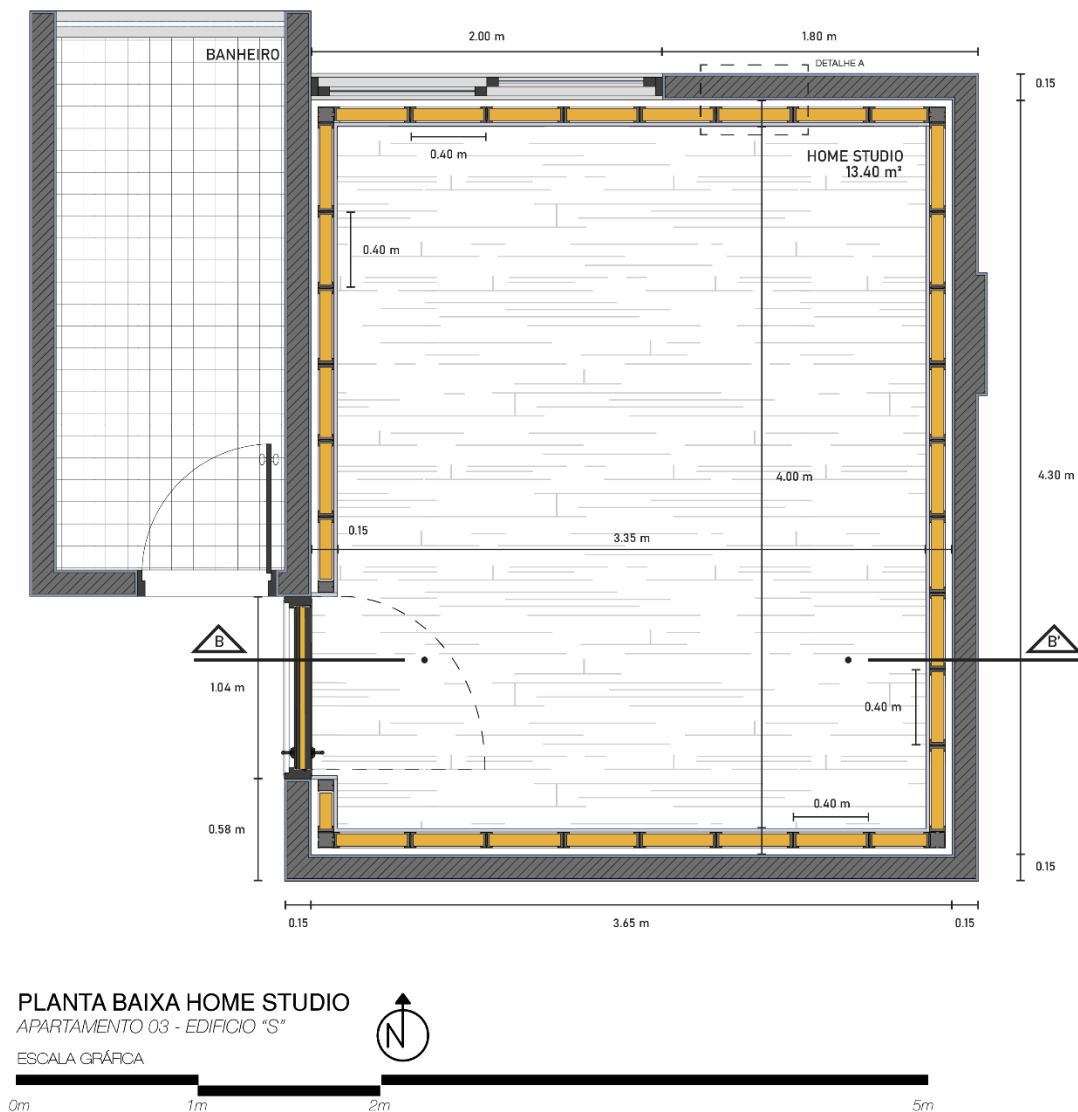 2.00 m
1.80 m
BANHEIRO
DETALHE A
0.15
0.40 m
HOME STUDIO
13.40 m²
0.40 m
4.00 m
4.30 m
0.15
3.35 m
B
B'
1.04 m
0.40 m
0.40 m
0.58 m
0.15
0.15
3.65 m
0.15
PLANTA BAIXA HOME STUDIO
APARTAMENTO 03 - EDIFICIO "S"
N
ESCALA GRÁFICA
0m
1m
2m
5m